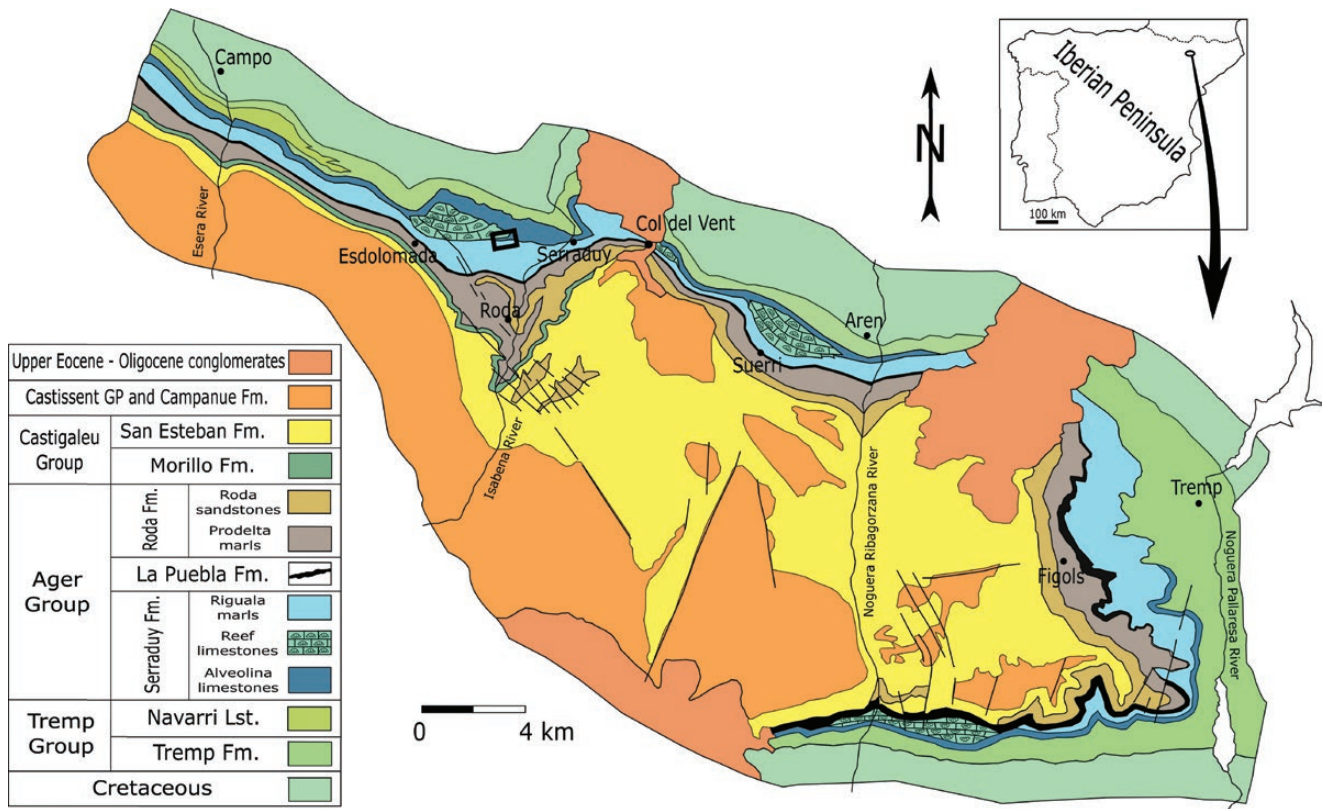 Campo
Iberian Peninsula
100 km
N
Esera River
Col del Vent
Esdolomada
Serraduy
Roda
Aren
Suerri
Isabena River
Noguera Ribagorzana River
Tremp
Figols
Noguera Pallaresa River
0 4 km
Upper Eocene - Oligocene conglomerates
Castissent GP and Campanue Fm.
Castigaleu
Group
San Esteban Fm.
Morillo Fm.
Ager
Group
Roda Fm.
Roda
sandstones
Prodelta
marls
La Puebla Fm.
Serraduy Fm.
Riguala
marls
Reef
limestones
Alveolina
limestones
Tremp
Group
Navarri Lst.
Tremp Fm.
Cretaceous